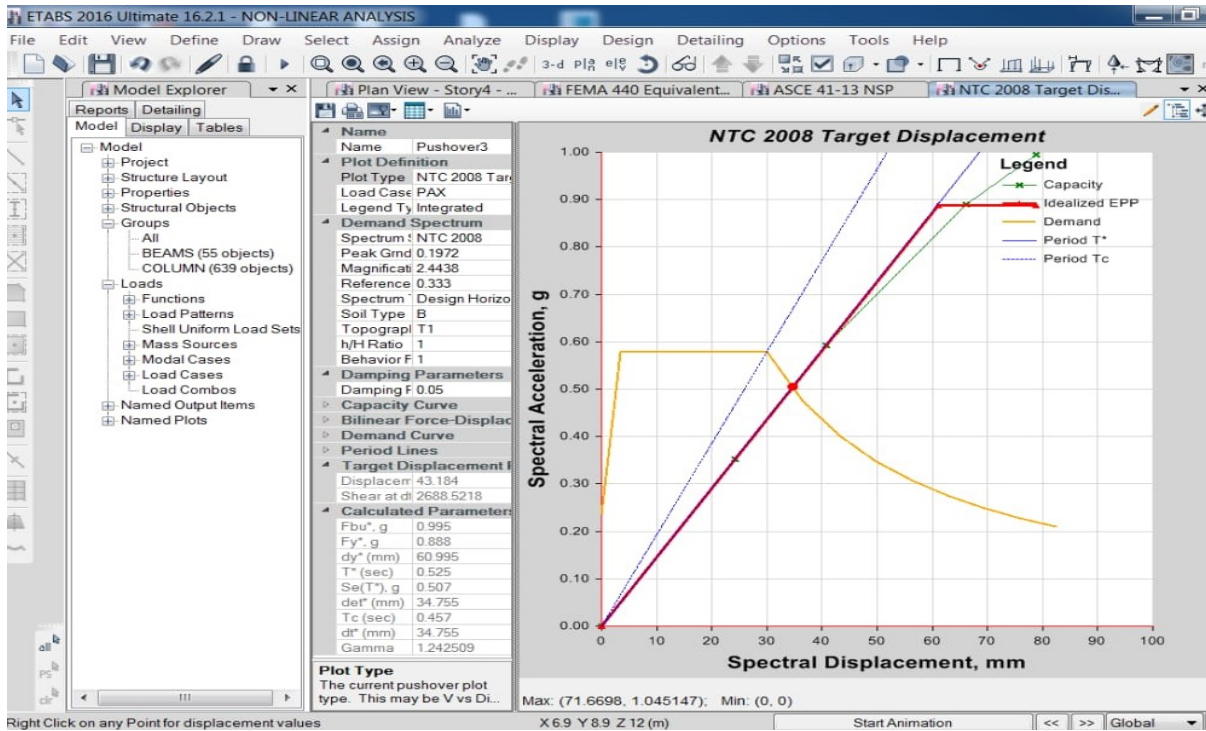 ETABS 2016 Ultimate 16.2.1 - NON-LINEAR ANALYSIS
File Edit View Define Draw Select Assign Analyze Display Design Detailing Options Tools Help
3-d
Model Explorer
Reports Detailing
Model Display Tables
Model
Project
Structure Layout
Properties
Structural Objects
Groups
All
BEAMS (55 objects)
COLUMN (639 objects)
Loads
Functions
Load Patterns
Shell Uniform Load Sets
Mass Sources
Modal Cases
Load Cases
Load Combos
Named Output Items
Named Plots
all
PS
clr
Plan View - Story4 - ...
FEMA 440 Equivalent...
ASCE 41-13 NSP
NTC 2008 Target Dis...
Name
Name Pushover3
Plot Definition
Plot Type NTC 2008 Tar
Load Case PAX
Legend Ty Integrated
Demand Spectrum
Spectrum NTC 2008
Peak Grnd 0.1972
Magnificati 2.4438
Reference 0.333
Spectrum Design Horizo
Soil Type B
Topograpl T1
h/H Ratio 1
Behavior F 1
Damping Parameters
Damping F 0.05
Capacity Curve
Bilinear Force-Displac
Demand Curve
Period Lines
Target Displacement
Displacem 43.184
Shear at dt 2688.5218
Calculated Parameter
Fbu*, g 0.995
Fy*, g 0.888
dy* (mm) 60.995
T* (sec) 0.525
Se(T*), g 0.507
det* (mm) 34.755
Tc (sec) 0.457
dt* (mm) 34.755
Gamma 1.242509
Plot Type
The current pushover plot
type. This may be V vs Di...
NTC 2008 Target Displacement
Legend
Capacity
Idealized EPP
Demand
Period T*
Period Tc
Spectral Acceleration, g
1.00
0.90
0.80
0.70
0.60
0.50
0.40
0.30
0.20
0.10
0.00
0 10 20 30 40 50 60 70 80 90 100
Spectral Displacement, mm
Max: (71.6698, 1.045147); Min: (0, 0)
Right Click on any Point for displacement values
X 6.9 Y 8.9 Z 12 (m)
Start Animation
<< >>
Global